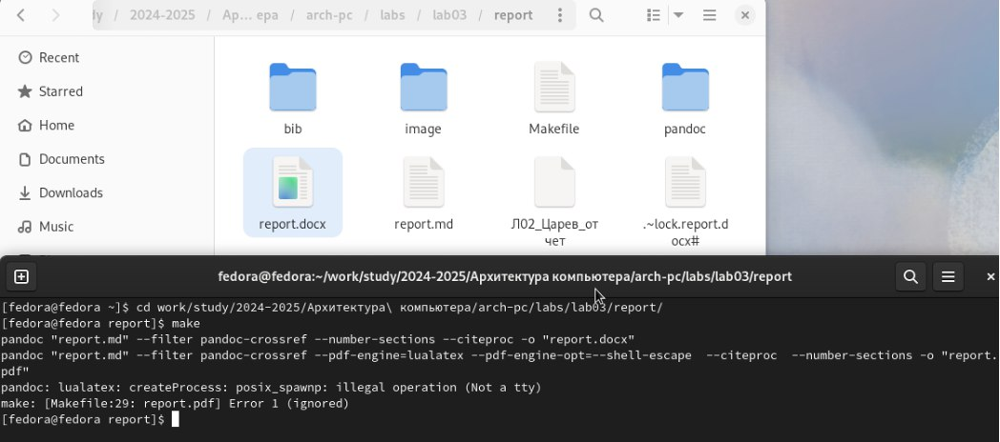 2024-2025 / Ap... ера / arch-pc / labs / lab03 / report
Recent
Starred
Home
Documents
Downloads
Music
bib
image
Makefile
pandoc
report.docx
report.md
Л02_Царев_от
чет
.~lock.report.d
ocx#
fedora@fedora:~/work/study/2024-2025/Архитектура компьютера/arch-pc/labs/lab03/report
[fedora@fedora ~]$ cd work/study/2024-2025/Архитектура\ компьютера/arch-pc/labs/lab03/report/
[fedora@fedora report]$ make
pandoc "report.md" --filter pandoc-crossref --number-sections --citeproc -o "report.docx"
pandoc "report.md" --filter pandoc-crossref --pdf-engine=lualatex --pdf-engine-opt=--shell-escape  --citeproc  --number-sections -o "report.
pdf"
pandoc: lualatex: createProcess: posix_spawnp: illegal operation (Not a tty)
make: [Makefile:29: report.pdf] Error 1 (ignored)
[fedora@fedora report]$